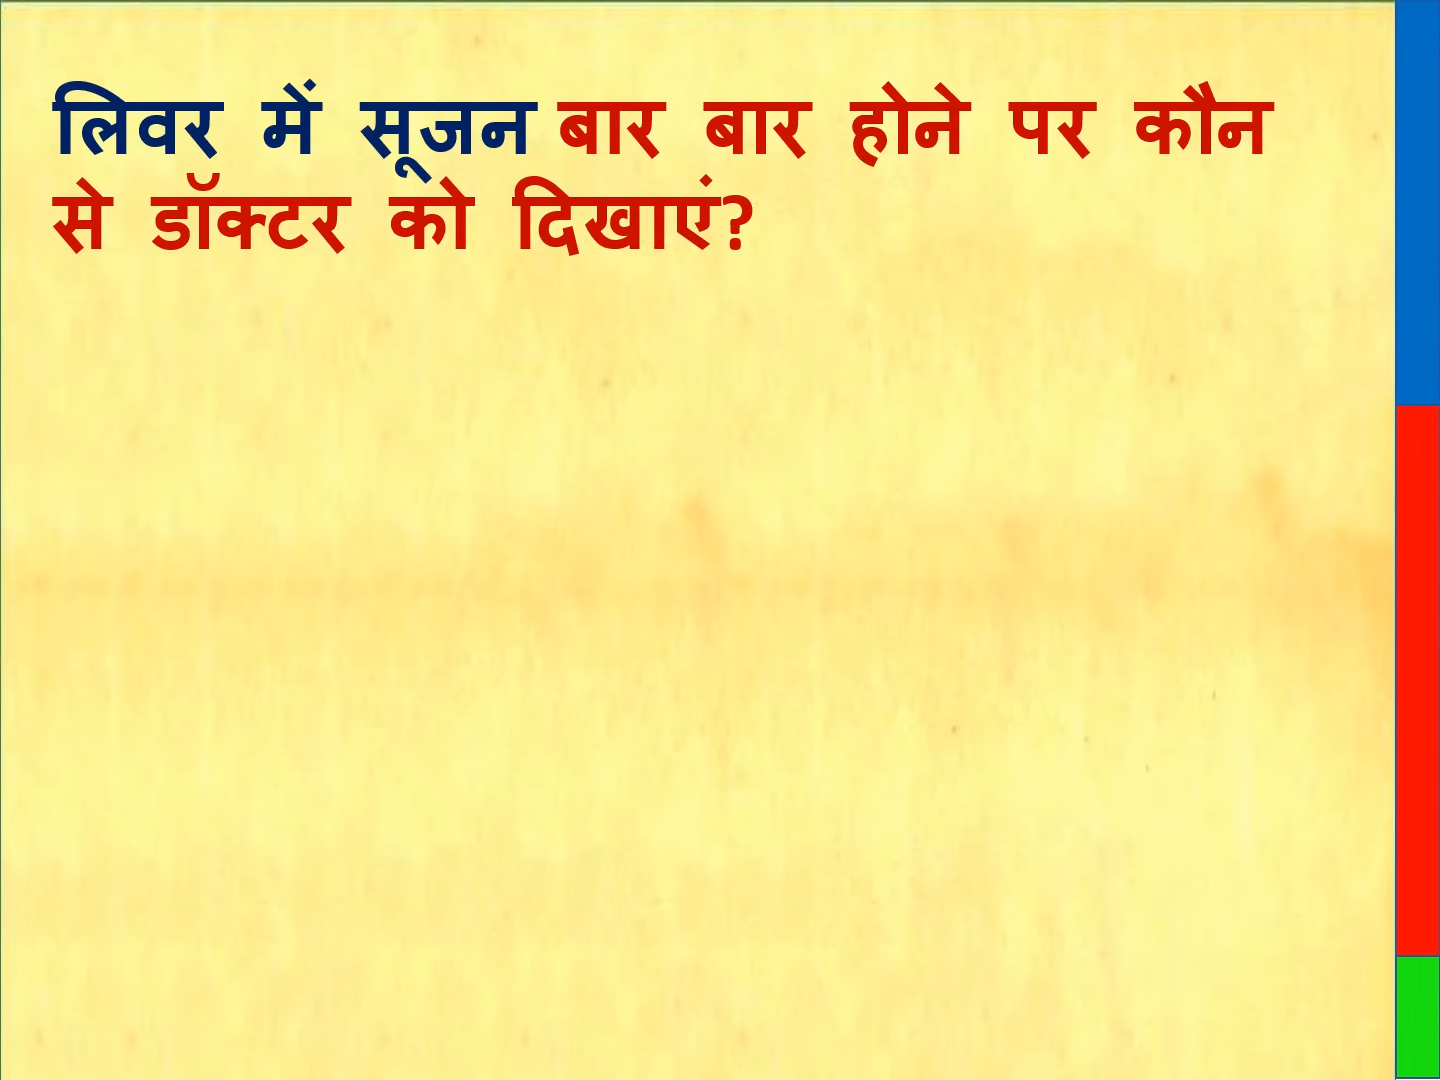 लिवर में सूजन बार बार होने पर कौन
से डॉक्टर को दिखाएं?